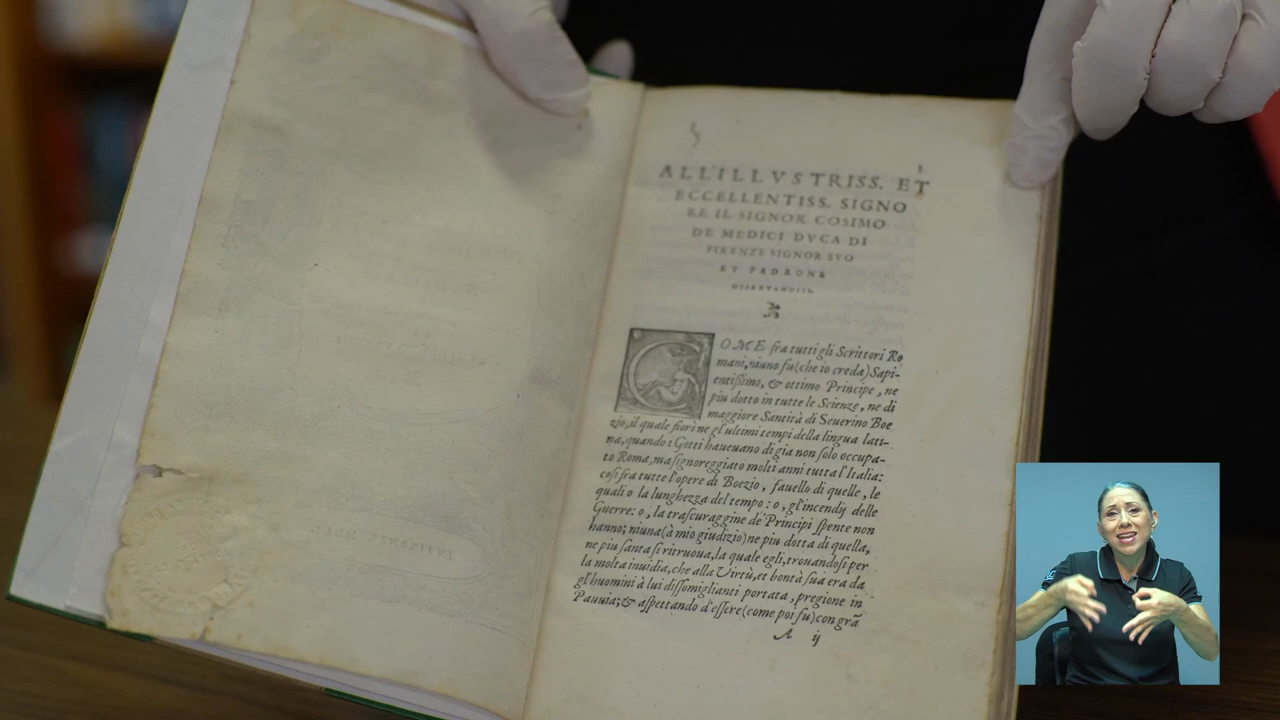 ALL'ILLVSTRISS. ET
ECCELLENTISS. SIGNO
RE IL SIGNOR COSIMO
DE MEDICI DVCA DI
FIRENZE SIGNOR SVO
ET PADRONE
OSSERVANDISS.
COME fra tutti gli Scrittori Ro
mani, niuno fu (che io creda) Sapi-
entißimo, & ottimo Principe, ne
piu dotto in tutte le Scienze, ne di
maggiore Santità di Seuerino Boe
zio, il quale fiorì ne gl'ultimi tempi della lingua lati-
na, quando i Gotti haueuano di gia non solo occupa-
to Roma, ma signoreggiato molti anni tutta l'Italia:
cosi fra tutte l'opere di Boezio, fauello di quelle, le
quali o la lunghezza del tempo: o, gl'incendij delle
Guerre: o, la trascuraggine de' Principi spente non
hanno; niuna (à mio giudizio) ne piu dotta di quella,
ne piu santa si ritruoua, la quale egli, trouandosi per
la molta inuidia, che alla Virtù, et bontà sua era da
gl'huomini à lui dissomiglianti portata, pregione in
Pauuia; & aspettando d'essere (come poi fu) con grã
A ij